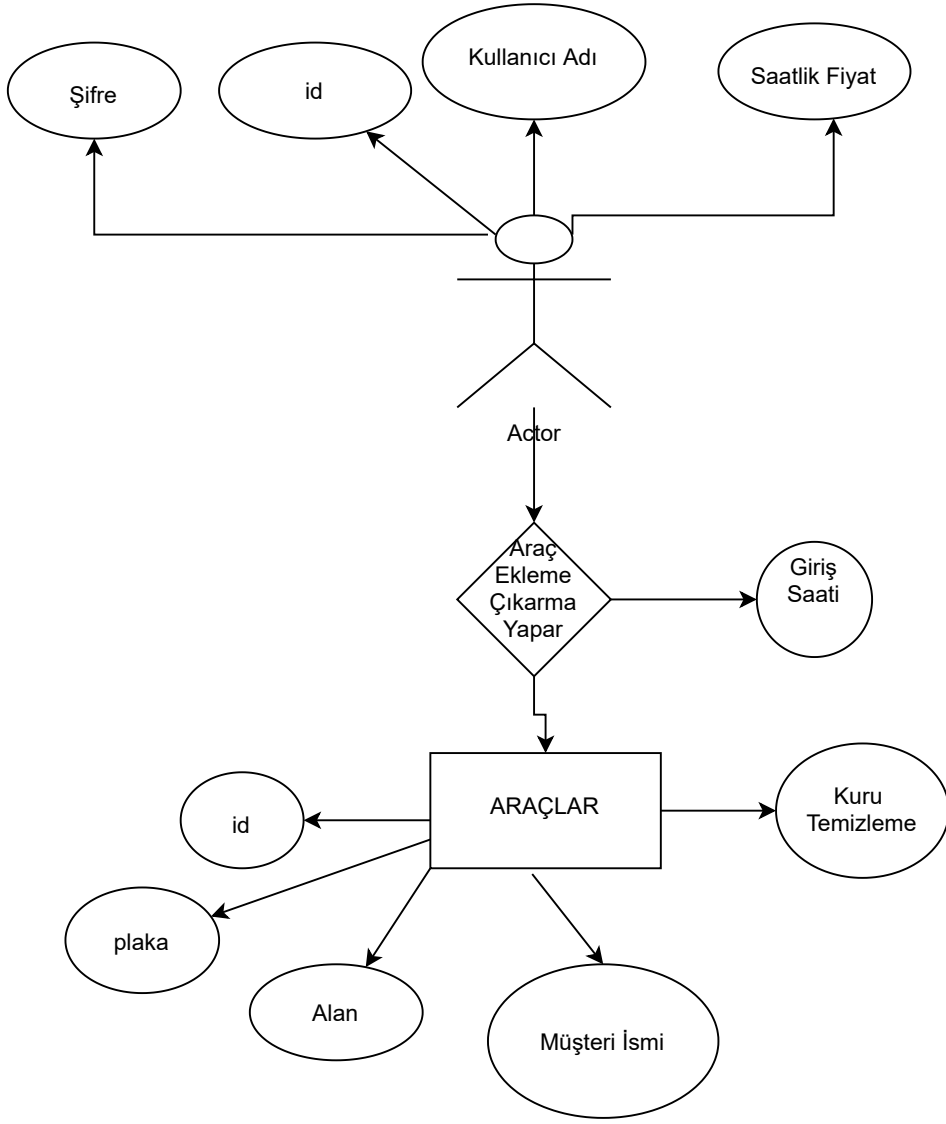 Kullanıcı Adı
Saatlik Fiyat
Şifre
id
Actor
Araç
Ekleme
Çıkarma
Yapar
Giriş
Saati
ARAÇLAR
Kuru
Temizleme
id
plaka
Alan
Müşteri İsmi